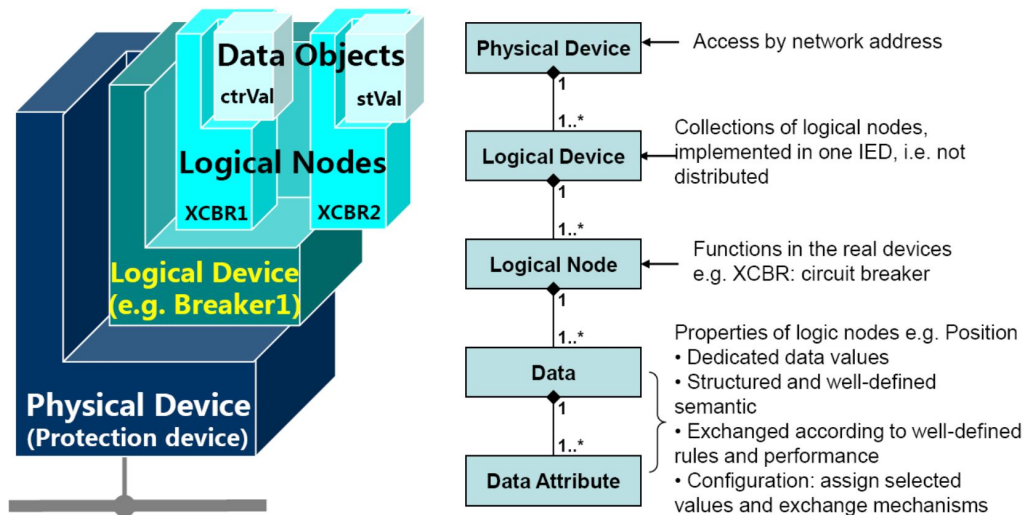 Data Objects
ctrVal
stVal
Logical Nodes
XCBR1
XCBR2
Logical Device
(e.g. Breaker1)
Physical Device
(Protection device)
Physical Device
Access by network address
1
1..*
Logical Device
Collections of logical nodes,
implemented in one IED, i.e. not
distributed
1
1..*
Logical Node
Functions in the real devices
e.g. XCBR: circuit breaker
1
1..*
Data
1
1..*
Data Attribute
Properties of logic nodes e.g. Position
• Dedicated data values
• Structured and well-defined
semantic
• Exchanged according to well-defined
rules and performance
• Configuration: assign selected
values and exchange mechanisms